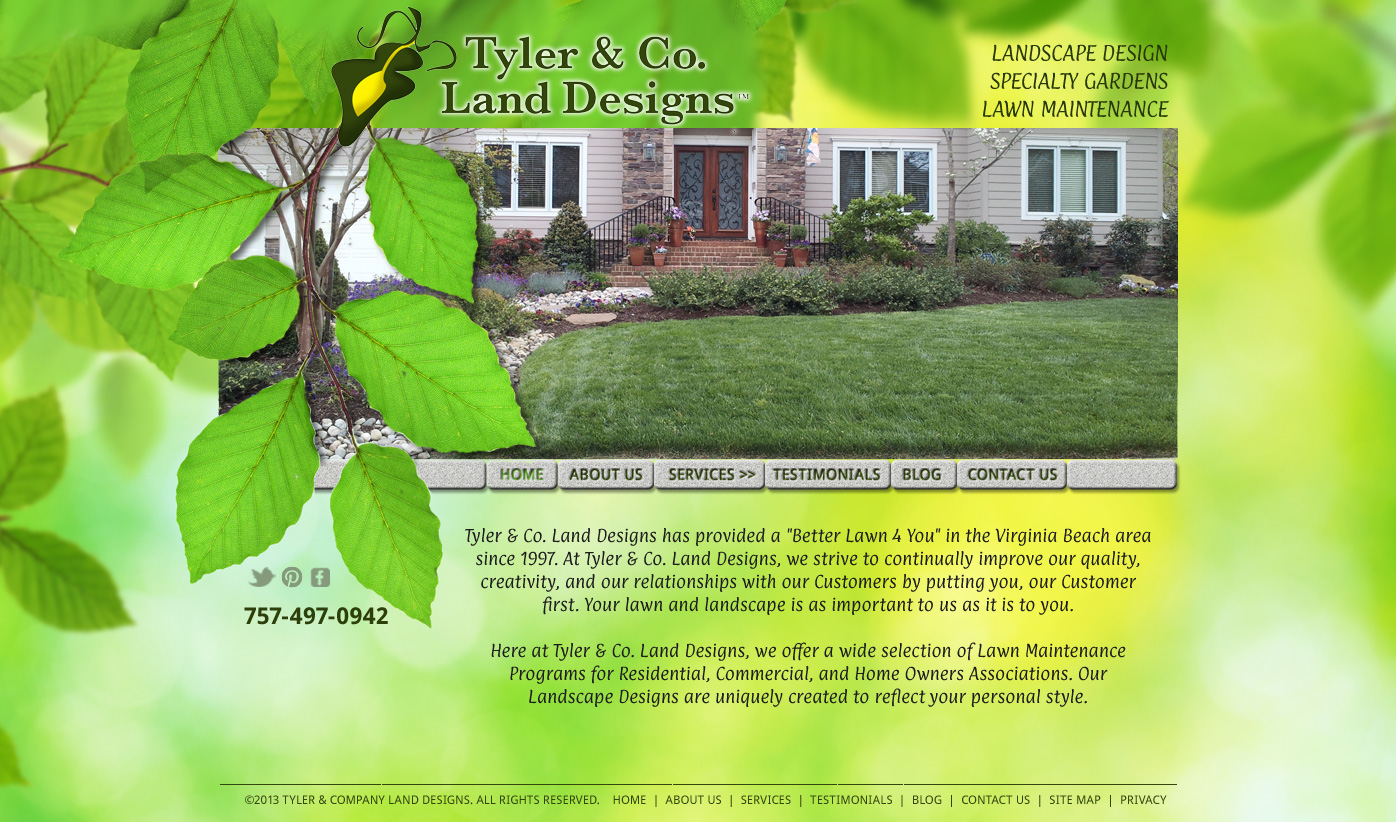 Tyler & Co.
Land Designs™
LANDSCAPE DESIGN
SPECIALTY GARDENS
LAWN MAINTENANCE
HOME ABOUT US SERVICES >> TESTIMONIALS BLOG CONTACT US
Tyler & Co. Land Designs has provided a "Better Lawn 4 You" in the Virginia Beach area
since 1997. At Tyler & Co. Land Designs, we strive to continually improve our quality,
creativity, and our relationships with our Customers by putting you, our Customer
first. Your lawn and landscape is as important to us as it is to you.
757-497-0942
Here at Tyler & Co. Land Designs, we offer a wide selection of Lawn Maintenance
Programs for Residential, Commercial, and Home Owners Associations. Our
Landscape Designs are uniquely created to reflect your personal style.
©2013 TYLER & COMPANY LAND DESIGNS. ALL RIGHTS RESERVED. HOME | ABOUT US | SERVICES | TESTIMONIALS | BLOG | CONTACT US | SITE MAP | PRIVACY